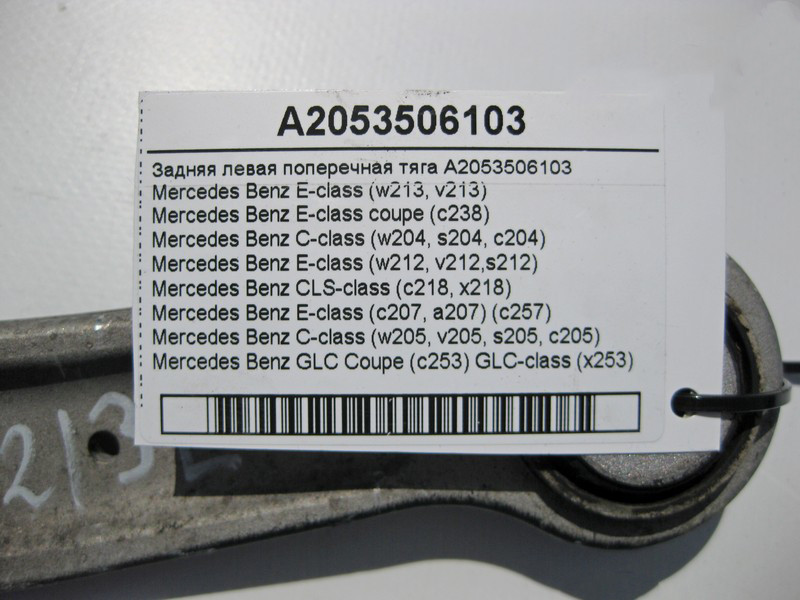 A2053506103
Задняя левая поперечная тяга A2053506103
Mercedes Benz E-class (w213, v213)
Mercedes Benz E-class coupe (c238)
Mercedes Benz C-class (w204, s204, c204)
Mercedes Benz E-class (w212, v212,s212)
Mercedes Benz CLS-class (c218, x218)
Mercedes Benz E-class (c207, a207) (c257)
Mercedes Benz C-class (w205, v205, s205, c205)
Mercedes Benz GLC Coupe (c253) GLC-class (x253)
213 L